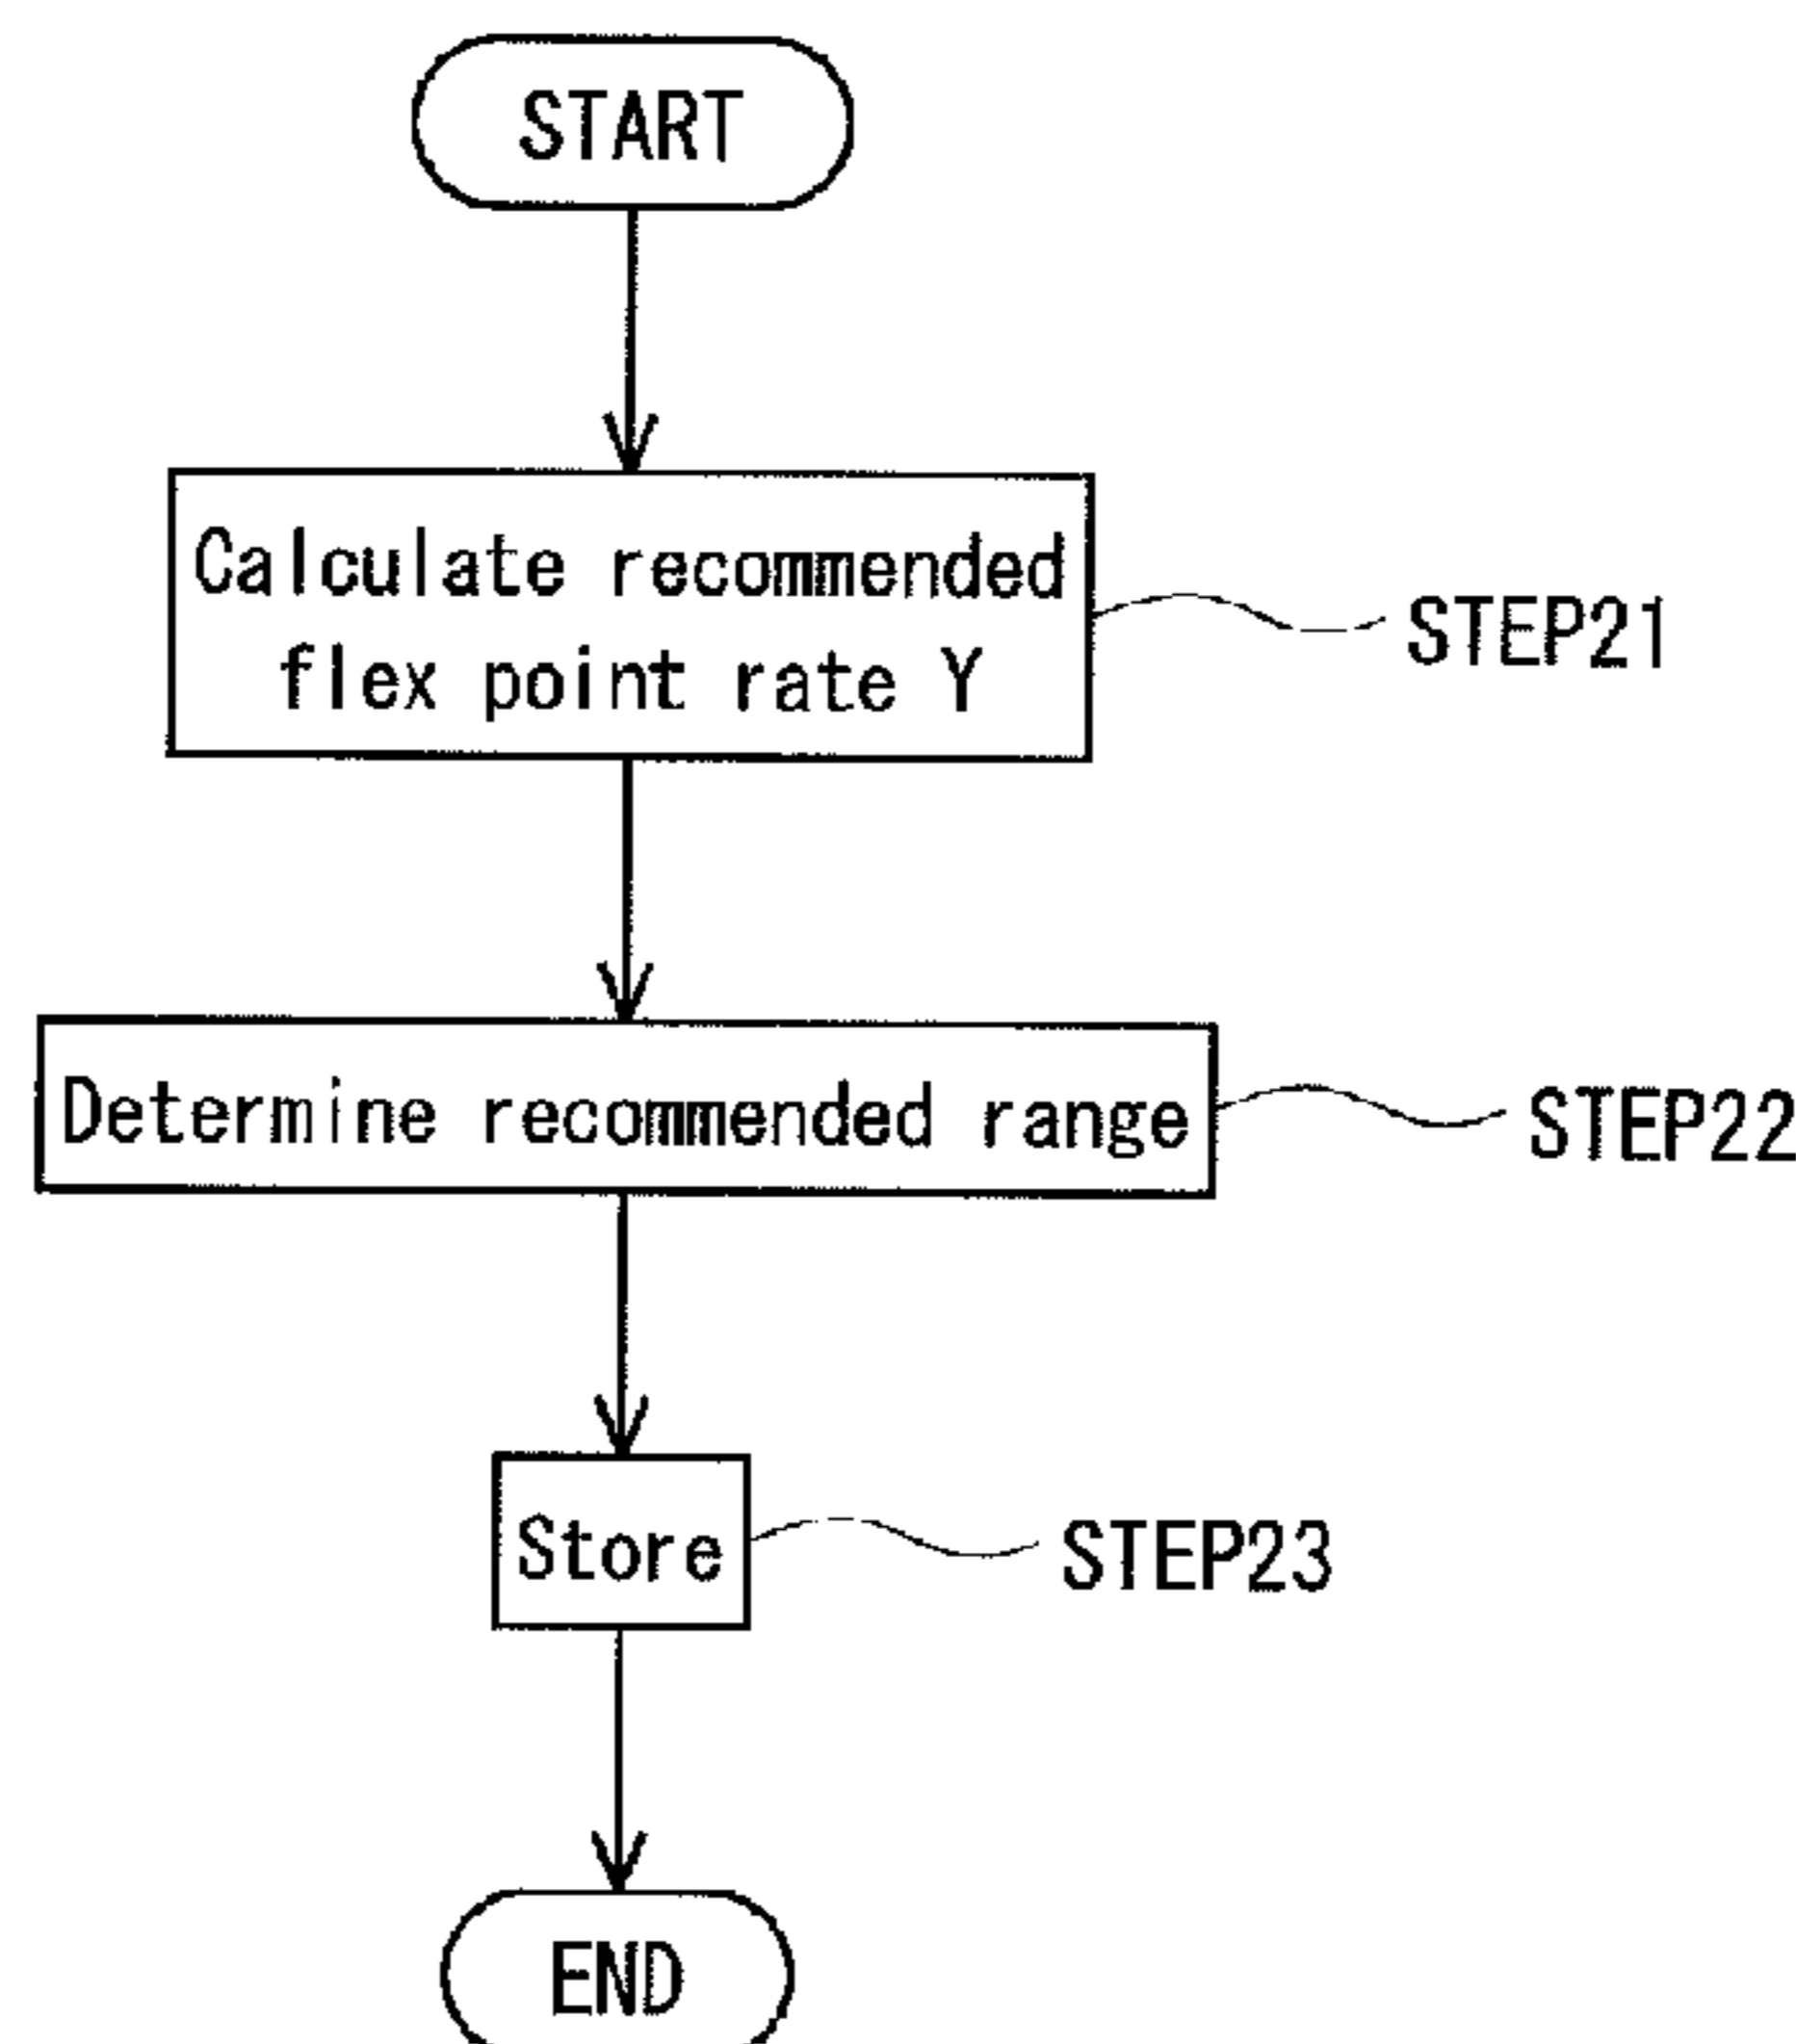 START
Calculate recommended
flex point rate Y
STEP21
Determine recommended range
STEP22
Store
STEP23
END